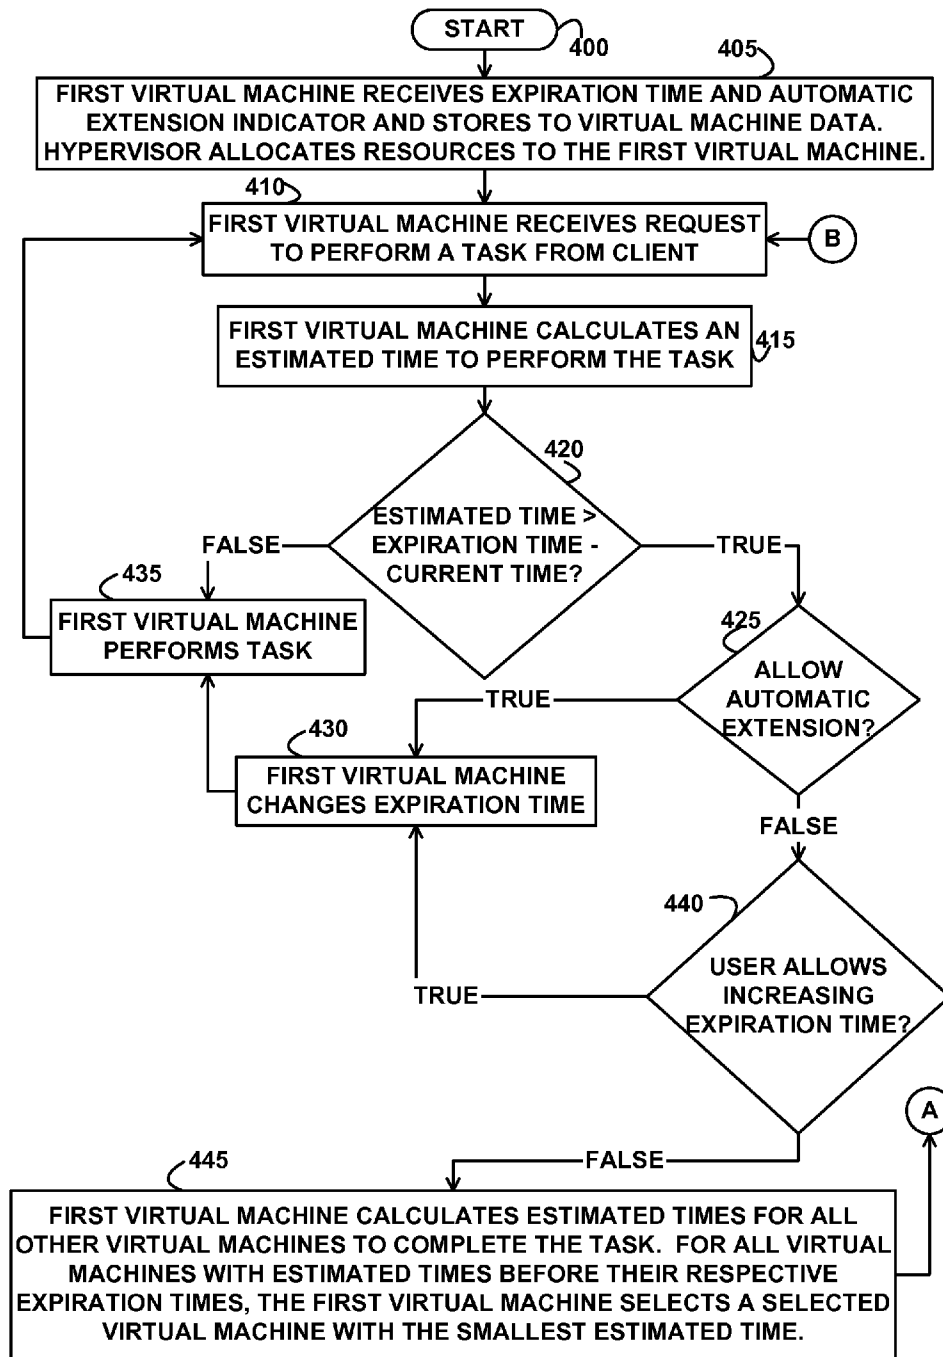 START
400
405
FIRST VIRTUAL MACHINE RECEIVES EXPIRATION TIME AND AUTOMATIC
EXTENSION INDICATOR AND STORES TO VIRTUAL MACHINE DATA.
HYPERVISOR ALLOCATES RESOURCES TO THE FIRST VIRTUAL MACHINE.
410
FIRST VIRTUAL MACHINE RECEIVES REQUEST
TO PERFORM A TASK FROM CLIENT
B
FIRST VIRTUAL MACHINE CALCULATES AN
ESTIMATED TIME TO PERFORM THE TASK
415
420
ESTIMATED TIME >
EXPIRATION TIME -
CURRENT TIME?
FALSE
TRUE
435
FIRST VIRTUAL MACHINE
PERFORMS TASK
425
ALLOW
AUTOMATIC
EXTENSION?
TRUE
430
FIRST VIRTUAL MACHINE
CHANGES EXPIRATION TIME
FALSE
440
USER ALLOWS
INCREASING
EXPIRATION TIME?
TRUE
A
FALSE
445
FIRST VIRTUAL MACHINE CALCULATES ESTIMATED TIMES FOR ALL
OTHER VIRTUAL MACHINES TO COMPLETE THE TASK. FOR ALL VIRTUAL
MACHINES WITH ESTIMATED TIMES BEFORE THEIR RESPECTIVE
EXPIRATION TIMES, THE FIRST VIRTUAL MACHINE SELECTS A SELECTED
VIRTUAL MACHINE WITH THE SMALLEST ESTIMATED TIME.